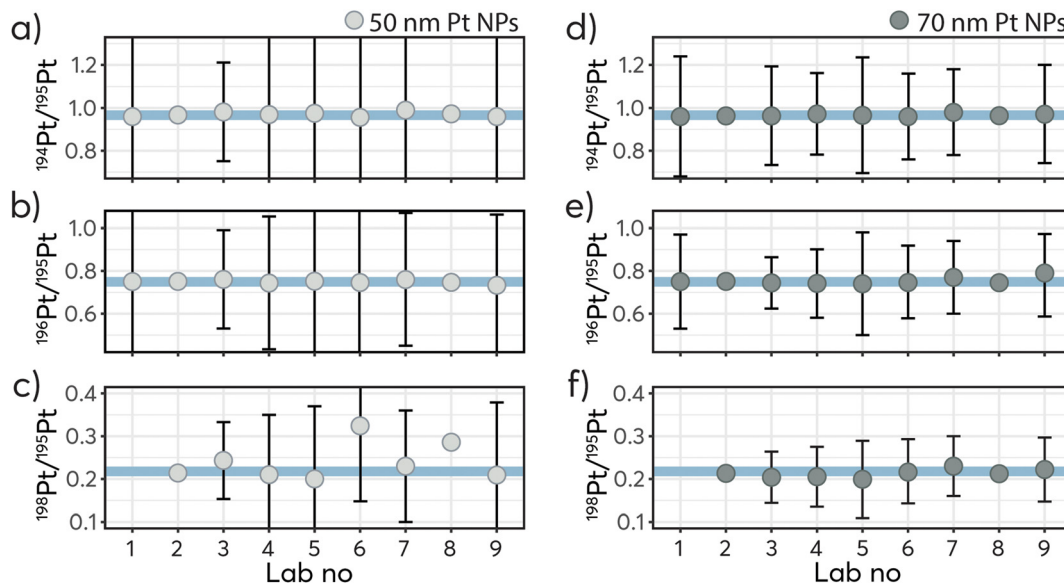 a)
50 nm Pt NPs
¹⁹⁴Pt/¹⁹⁵Pt
1.2
1.0
0.8
b)
¹⁹⁶Pt/¹⁹⁵Pt
1.0
0.8
0.6
c)
¹⁹⁸Pt/¹⁹⁵Pt
0.4
0.3
0.2
0.1
1 2 3 4 5 6 7 8 9
Lab no
d)
70 nm Pt NPs
¹⁹⁴Pt/¹⁹⁵Pt
1.2
1.0
0.8
e)
¹⁹⁶Pt/¹⁹⁵Pt
1.0
0.8
0.6
f)
¹⁹⁸Pt/¹⁹⁵Pt
0.4
0.3
0.2
0.1
1 2 3 4 5 6 7 8 9
Lab no